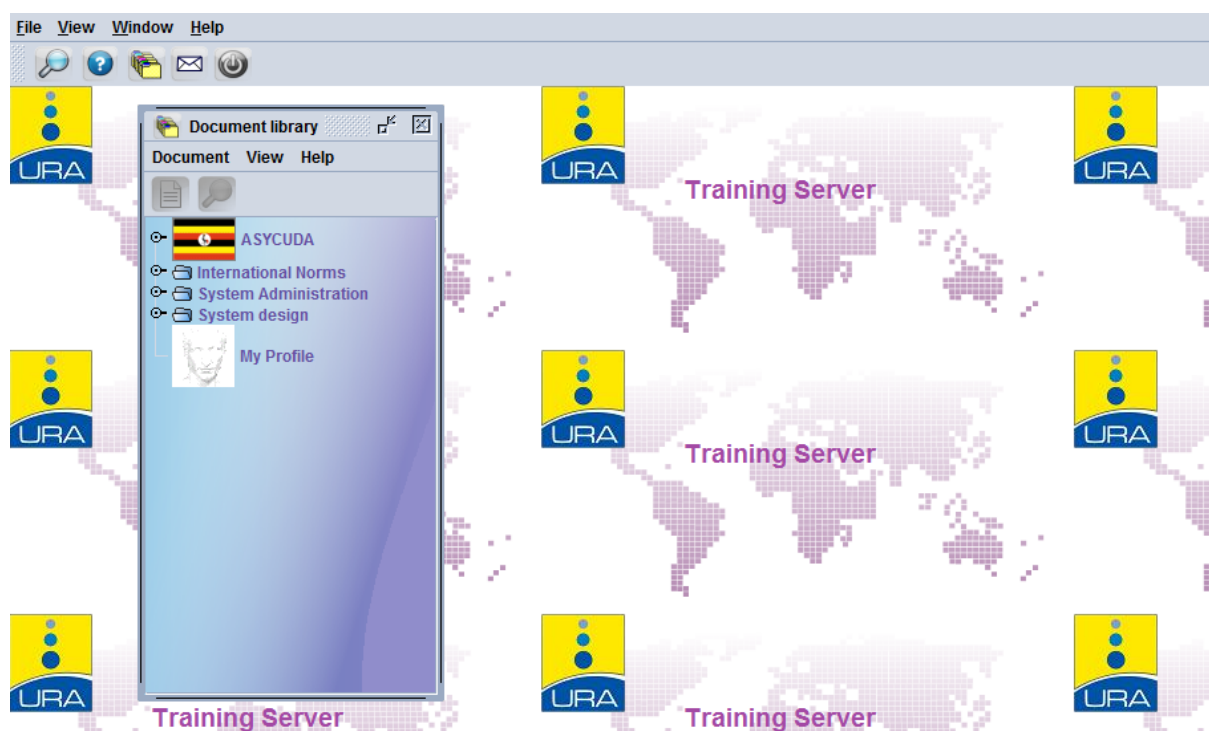 File View Window Help
Document library
Document View Help
ASYCUDA
International Norms
System Administration
System design
My Profile
URA
URA
URA
Training Server
URA
URA
URA
Training Server
URA
URA
URA
Training Server
Training Server